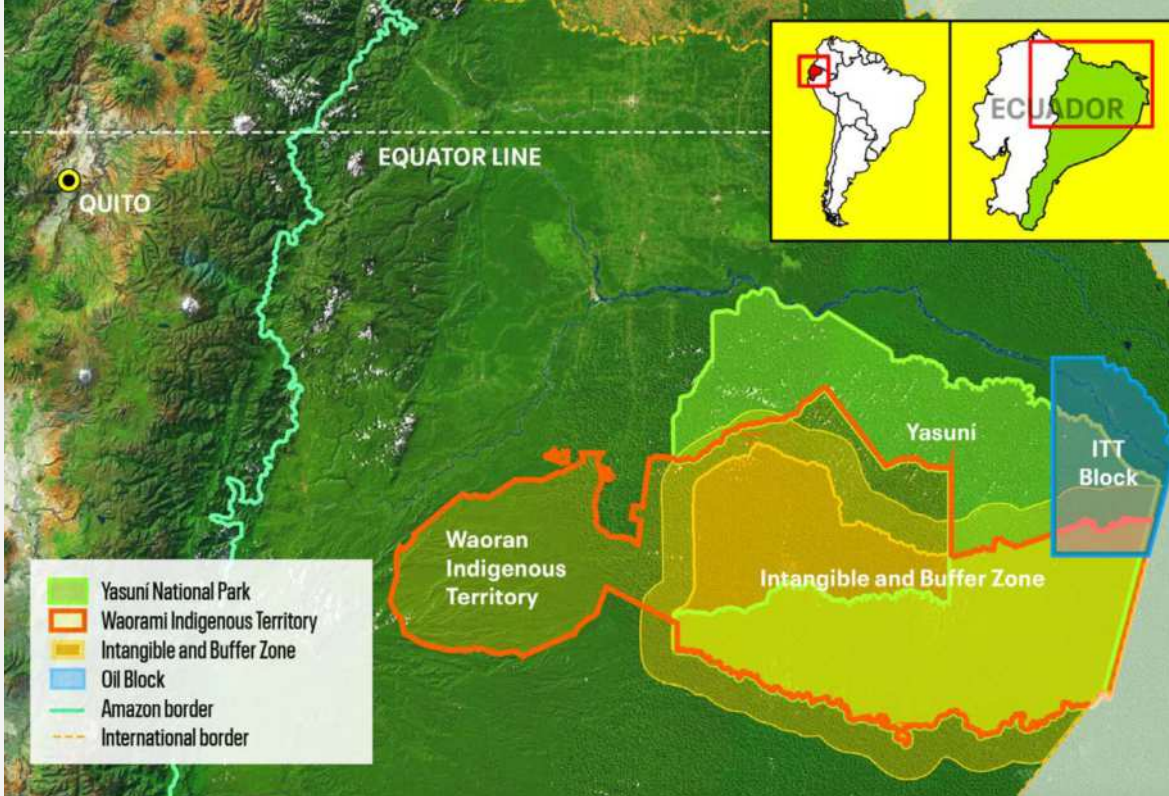 ECUADOR
EQUATOR LINE
QUITO
Yasuní
ITT
Block
Waoran
Indigenous
Territory
Intangible and Buffer Zone
Yasuní National Park
Waorami Indigenous Territory
Intangible and Buffer Zone
Oil Block
Amazon border
International border